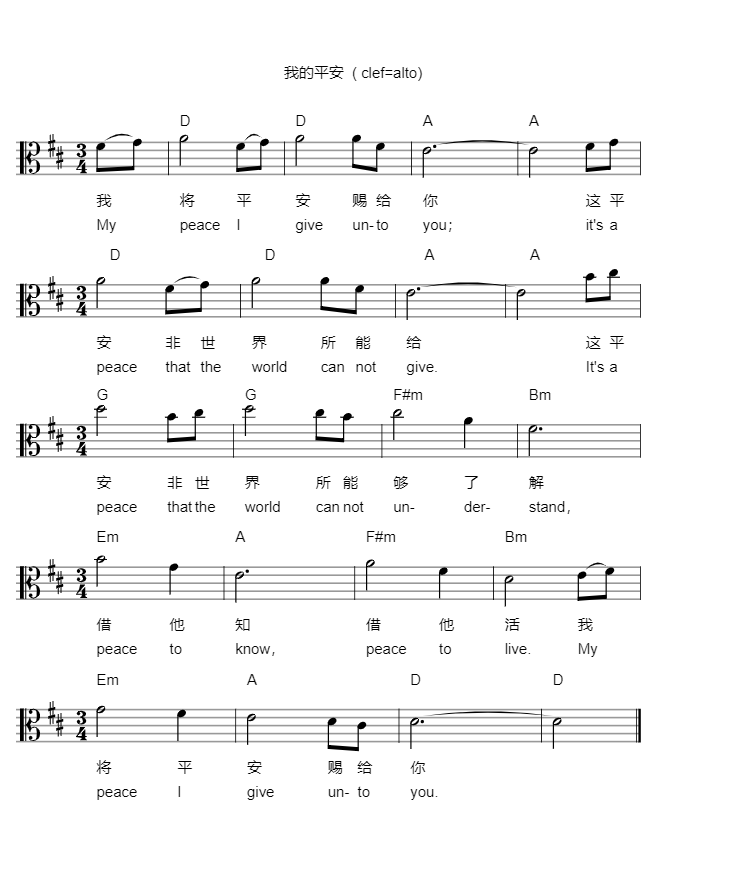 我的平安 ( clef=alto)
D D A A
3 4
我 将 平 安 赐 给 你 这 平
My peace I give un- to you; it's a
D D A A
3 4
安 非 世 界 所 能 给 这 平
peace that the world can not give. It's a
G G F#m Bm
3 4
安 非 世 界 所 能 够 了 解
peace that the world can not un- der- stand,
Em A F#m Bm
3 4
借 他 知 借 他 活 我
peace to know, peace to live. My
Em A D D
3 4
将 平 安 赐 给 你
peace I give un- to you.